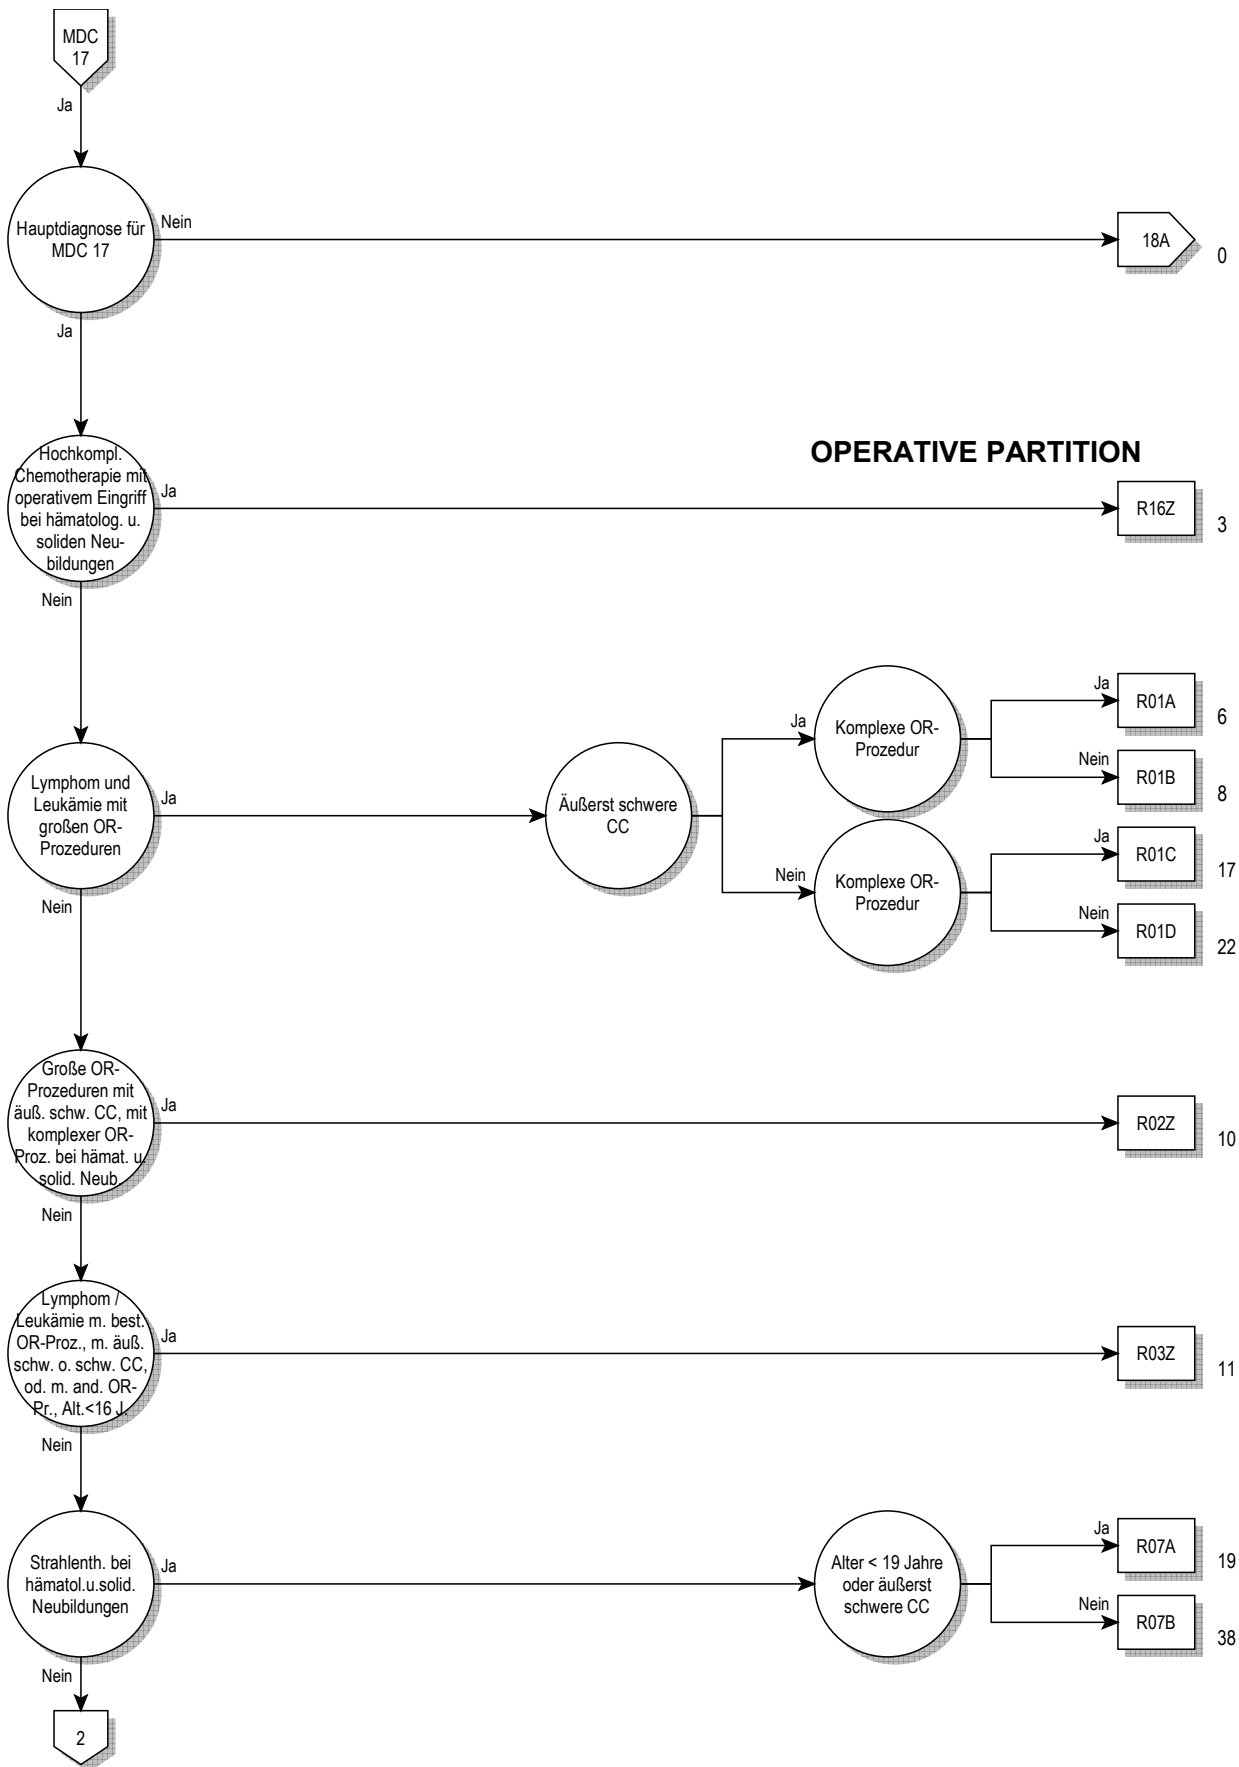 MDC
17
Ja
Hauptdiagnose für
MDC 17
Nein
18A
0
Ja
OPERATIVE PARTITION
Hochkompl.
Chemotherapie mit
operativem Eingriff
bei hämatolog. u.
soliden Neu-
bildungen
Ja
R16Z
3
Nein
Lymphom und
Leukämie mit
großen OR-
Prozeduren
Ja
Äußerst schwere
CC
Ja
Komplexe OR-
Prozedur
Ja
R01A
6
Nein
R01B
8
Nein
Komplexe OR-
Prozedur
Ja
R01C
17
Nein
R01D
22
Nein
Große OR-
Prozeduren mit
äuß. schw. CC, mit
komplexer OR-
Proz. bei hämat. u.
solid. Neub.
Ja
R02Z
10
Nein
Lymphom /
Leukämie m. best.
OR-Proz., m. äuß.
schw. o. schw. CC,
od. m. and. OR-
Pr., Alt.<16 J.
Ja
R03Z
11
Nein
Strahlenth. bei
hämatol.u.solid.
Neubildungen
Ja
Alter < 19 Jahre
oder äußerst
schwere CC
Ja
R07A
19
Nein
R07B
38
Nein
2